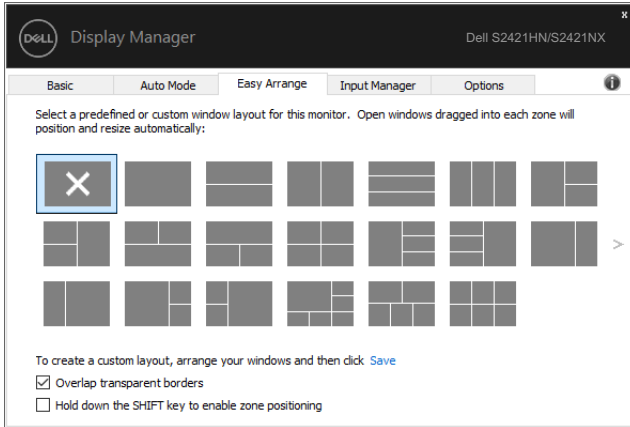 x
DELL Display Manager Dell S2421HN/S2421NX
Basic Auto Mode Easy Arrange Input Manager Options i
Select a predefined or custom window layout for this monitor. Open windows dragged into each zone will
position and resize automatically:
>
To create a custom layout, arrange your windows and then click Save
Overlap transparent borders
Hold down the SHIFT key to enable zone positioning